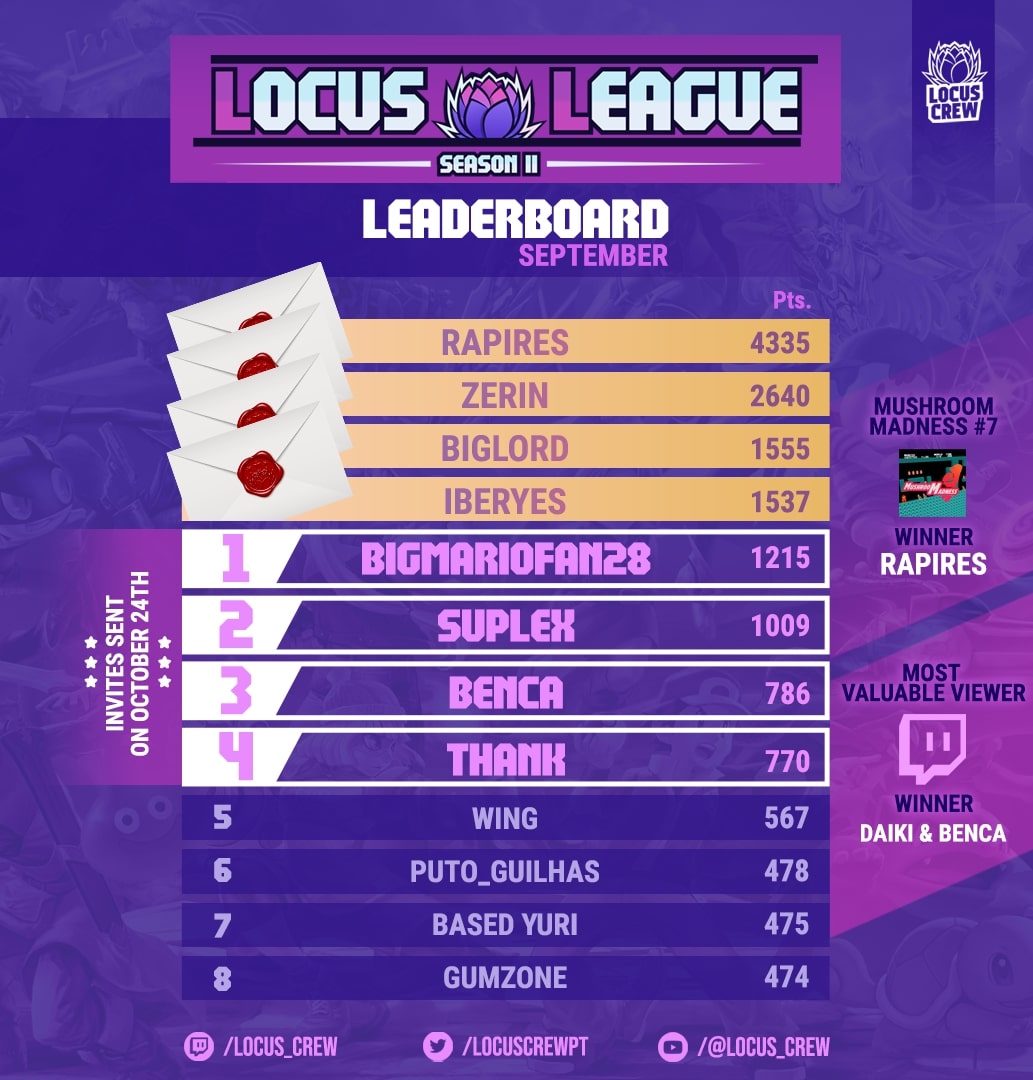 LOCUS LEAGUE
SEASON II
LOCUS
CREW
LEADERBOARD
SEPTEMBER
Pts.
RAPIRES 4335
ZERIN 2640
BIGLORD 1555
IBERYES 1537
1 BIGMARIOFAN28 1215
2 SUPLEX 1009
3 BENCA 786
4 THANK 770
5 WING 567
6 PUTO_GUILHAS 478
7 BASED YURI 475
8 GUMZONE 474
INVITES SENT
ON OCTOBER 24TH
MUSHROOM
MADNESS #7
MUSHROOM MADNESS
WINNER
RAPIRES
MOST
VALUABLE VIEWER
WINNER
DAIKI & BENCA
/LOCUS_CREW
/LOCUSCREWPT
/@LOCUS_CREW